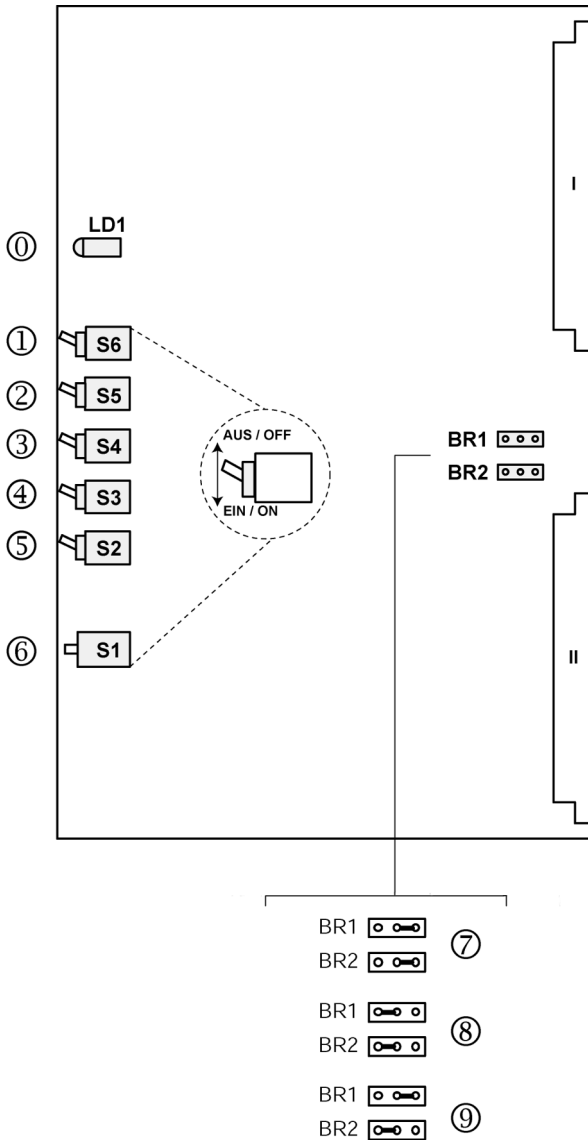 I
LD1
⓪
① S6
② S5
③ S4
④ S3
⑤ S2
⑥ S1
AUS / OFF
EIN / ON
BR1
BR2
II
BR1
BR2
⑦
BR1
BR2
⑧
BR1
BR2
⑨